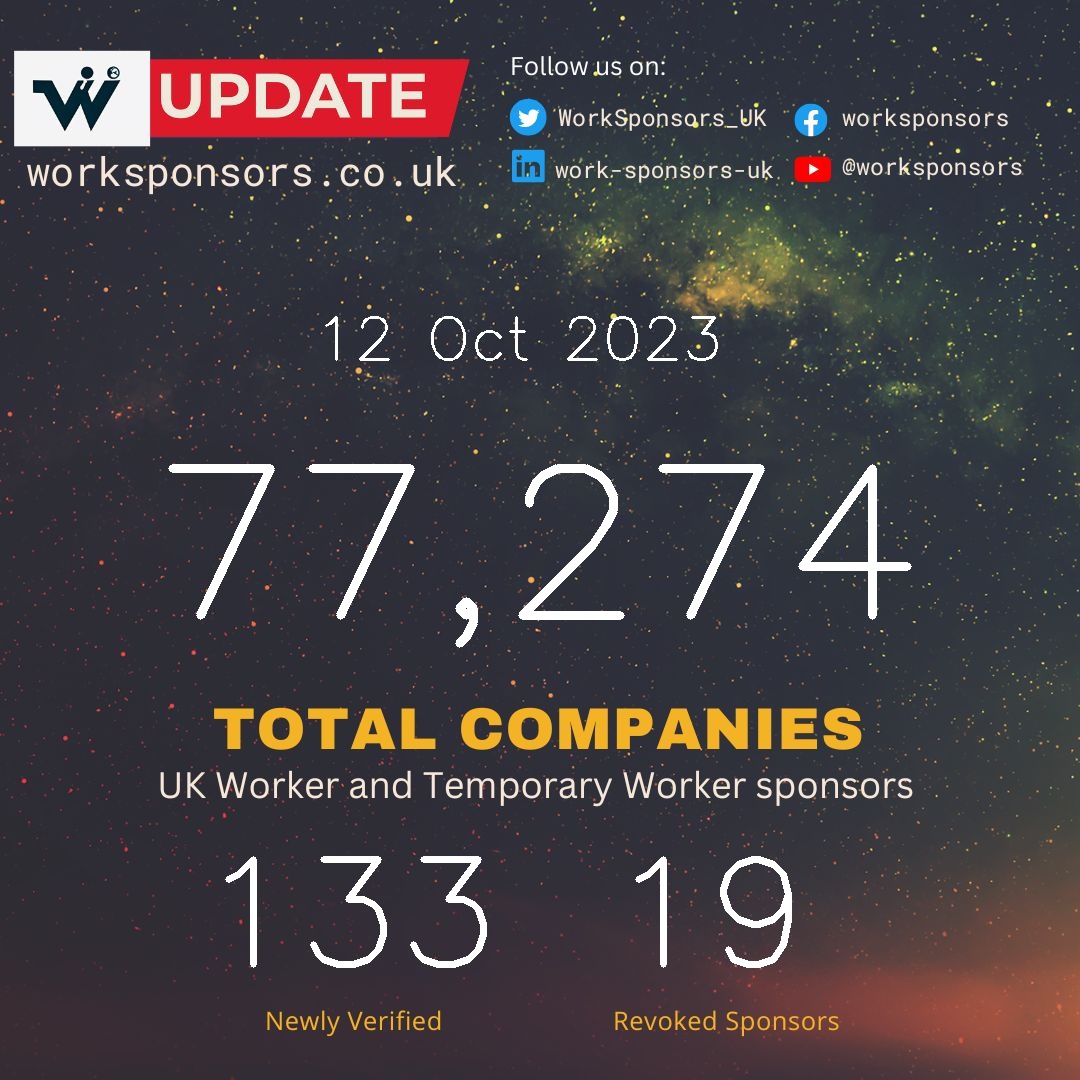 UPDATE
worksponsors.co.uk
Follow us on:
WorkSponsors_UK
worksponsors
work-sponsors-uk
@worksponsors
12 Oct 2023
77,274
TOTAL COMPANIES
UK Worker and Temporary Worker sponsors
133
19
Newly Verified
Revoked Sponsors